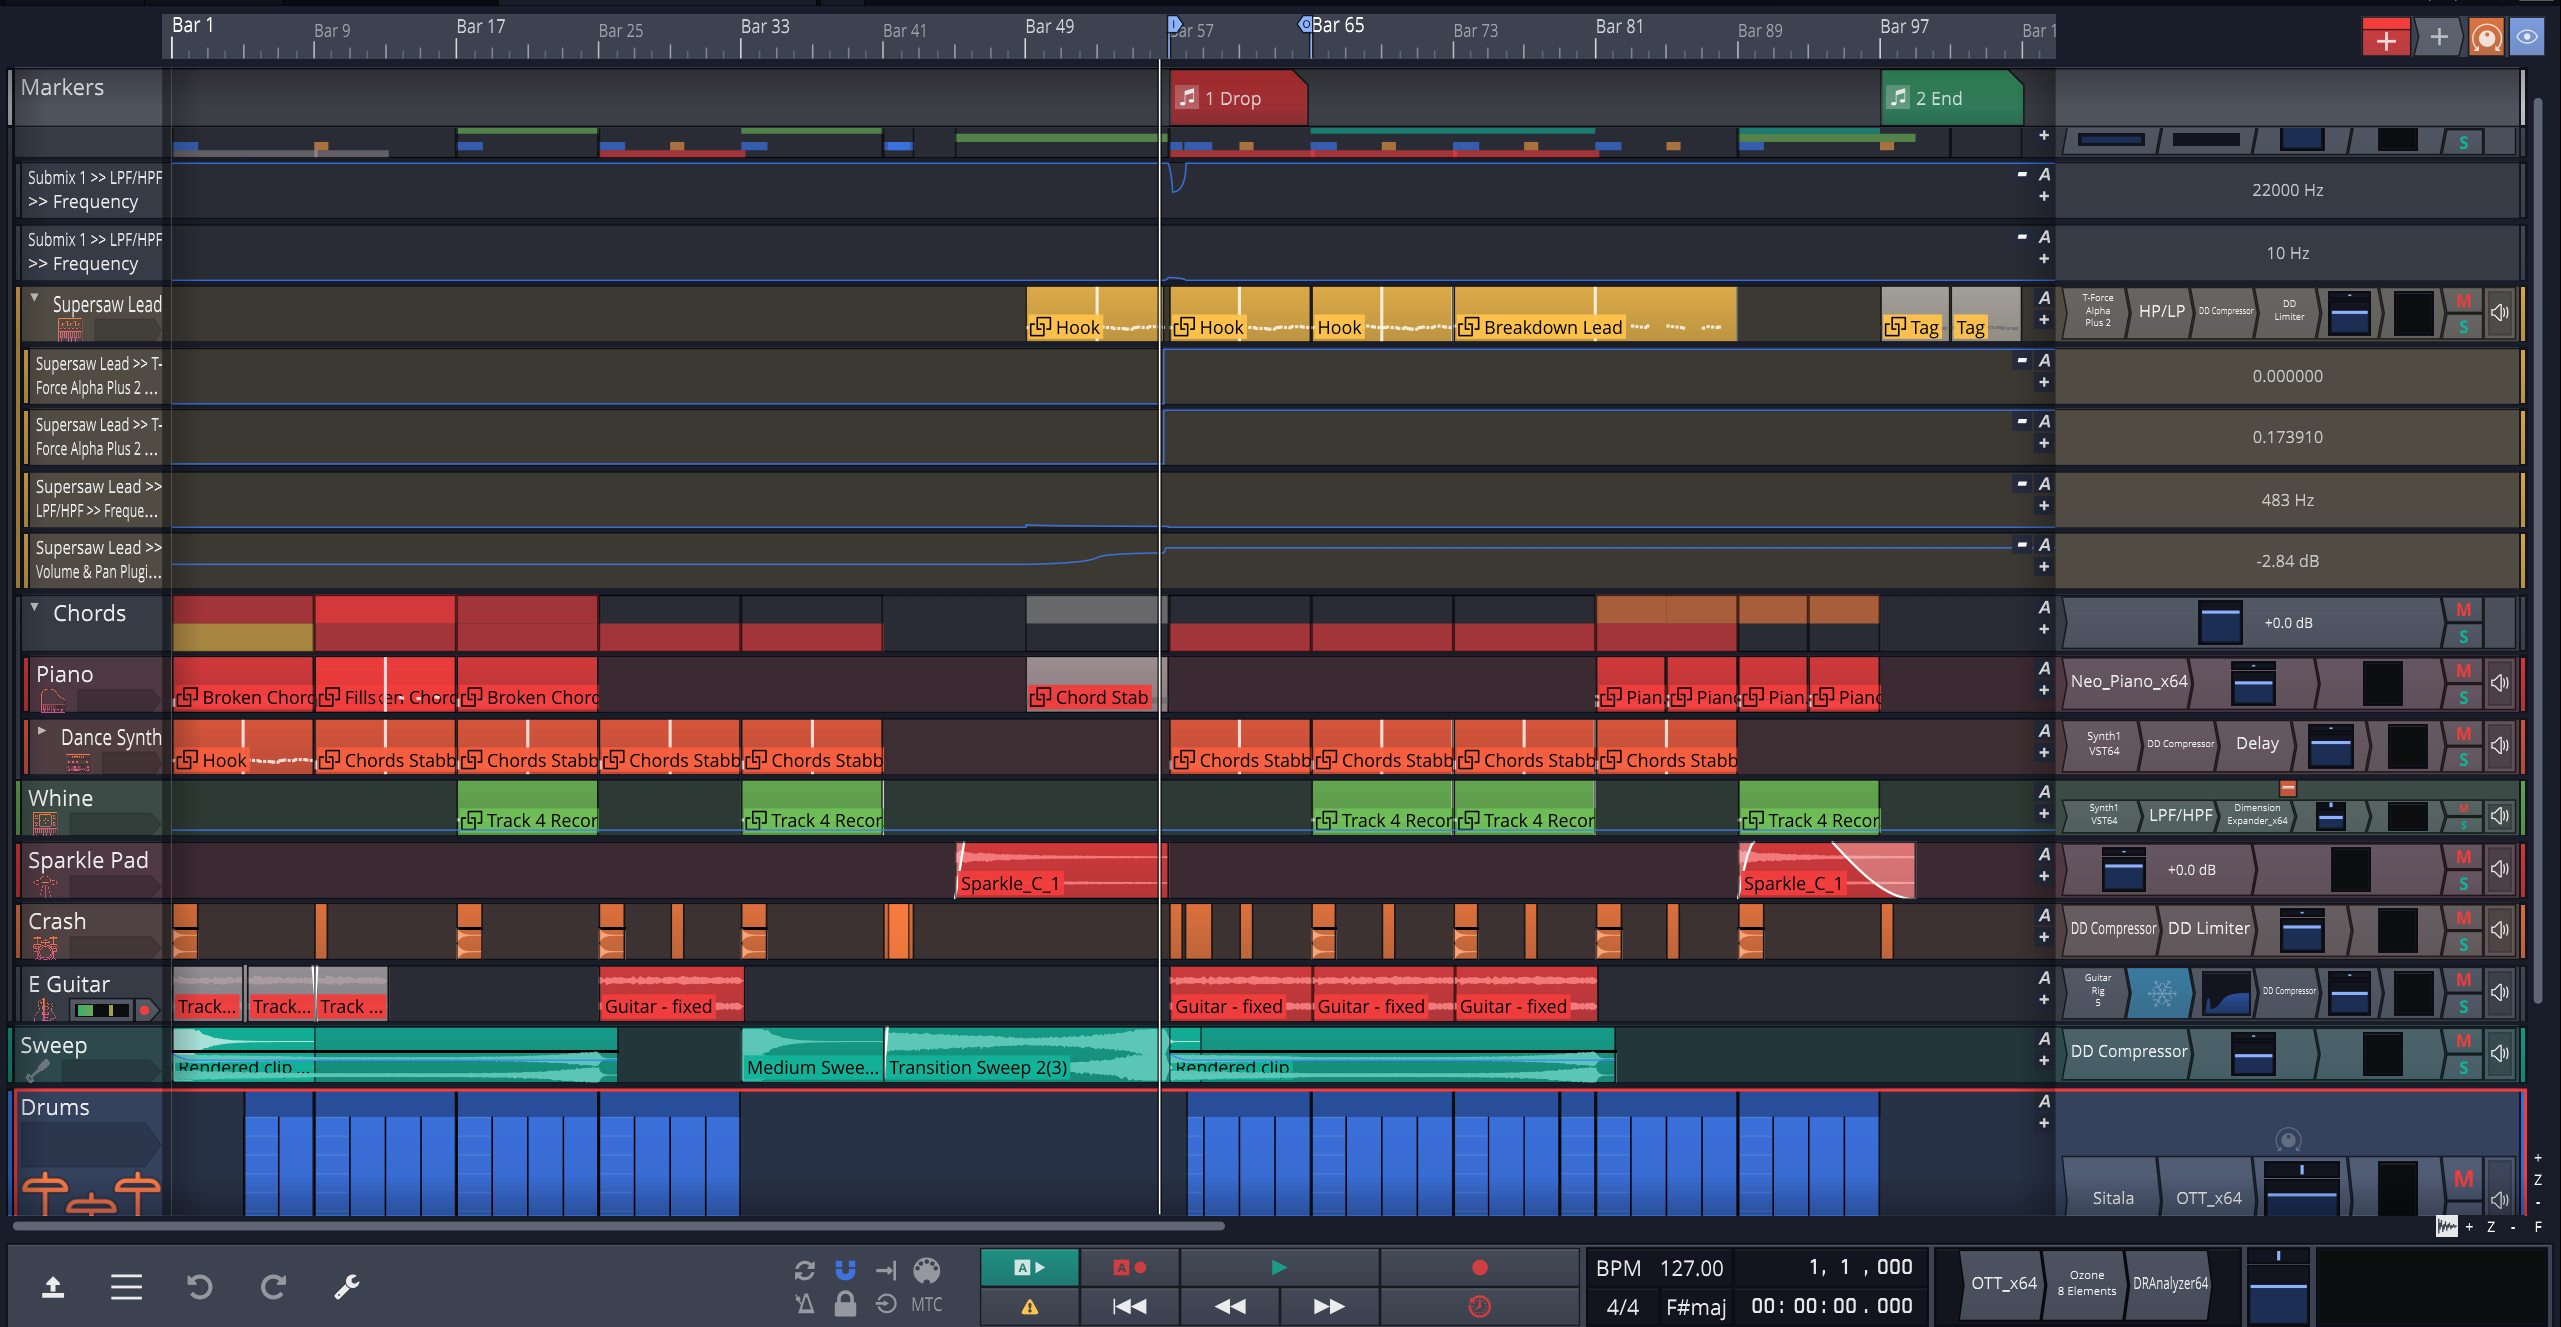 Bar 1 Bar 9 Bar 17 Bar 25 Bar 33 Bar 41 Bar 49 Bar 57 Bar 65 Bar 73 Bar 81 Bar 89 Bar 97 Bar 1
Markers
1 Drop
2 End
+ S
Submix 1 >> LPF/HPF
>> Frequency
- A
+
22000 Hz
Submix 1 >> LPF/HPF
>> Frequency
- A
+
10 Hz
Supersaw Lead
Hook Hook Hook Breakdown Lead Tag Tag
A
+
T-Force
Alpha
Plus 2
HP/LP
DD Compressor
DD
Limiter
M
S
Supersaw Lead >> T-
Force Alpha Plus 2 ...
- A
+
0.000000
Supersaw Lead >> T-
Force Alpha Plus 2 ...
- A
+
0.173910
Supersaw Lead >>
LPF/HPF >> Freque...
- A
+
483 Hz
Supersaw Lead >>
Volume & Pan Plugi...
- A
+
-2.84 dB
Chords
A
+
+0.0 dB
M
S
Piano
Broken Chord Fills en Chord Broken Chord Chord Stab Pian. Piano Pian. Piano
A
+
Neo_Piano_x64
M
S
Dance Synth
Hook Chords Stabb Chords Stabb Chords Stabb Chords Stabb Chords Stabb Chords Stabb Chords Stabb Chords Stabb
A
+
Synth1
VST64
DD Compressor
Delay
M
S
Whine
Track 4 Recor Track 4 Recor Track 4 Recor Track 4 Recor Track 4 Recor
A
+
Synth1
VST64
LPF/HPF
Dimension
Expander_x64
M
S
Sparkle Pad
Sparkle_C_1 Sparkle_C_1
A
+
+0.0 dB
M
S
Crash
A
+
DD Compressor DD Limiter
M
S
E Guitar
Track... Track... Track ... Guitar - fixed Guitar - fixed Guitar - fixed Guitar - fixed
A
+
Guitar
Rig
5
DD Compressor
M
S
Sweep
Rendered clip ... Medium Swee... Transition Sweep 2(3) Rendered clip
A
+
DD Compressor
M
S
Drums
A
+
Sitala OTT_x64
M
+
Z
-
+ Z - F
A A
BPM 127.00 1, 1 , 000
MTC
4/4 F#maj 00: 00: 00 . 000
OTT_x64
Ozone
8 Elements
DRAnalyzer64